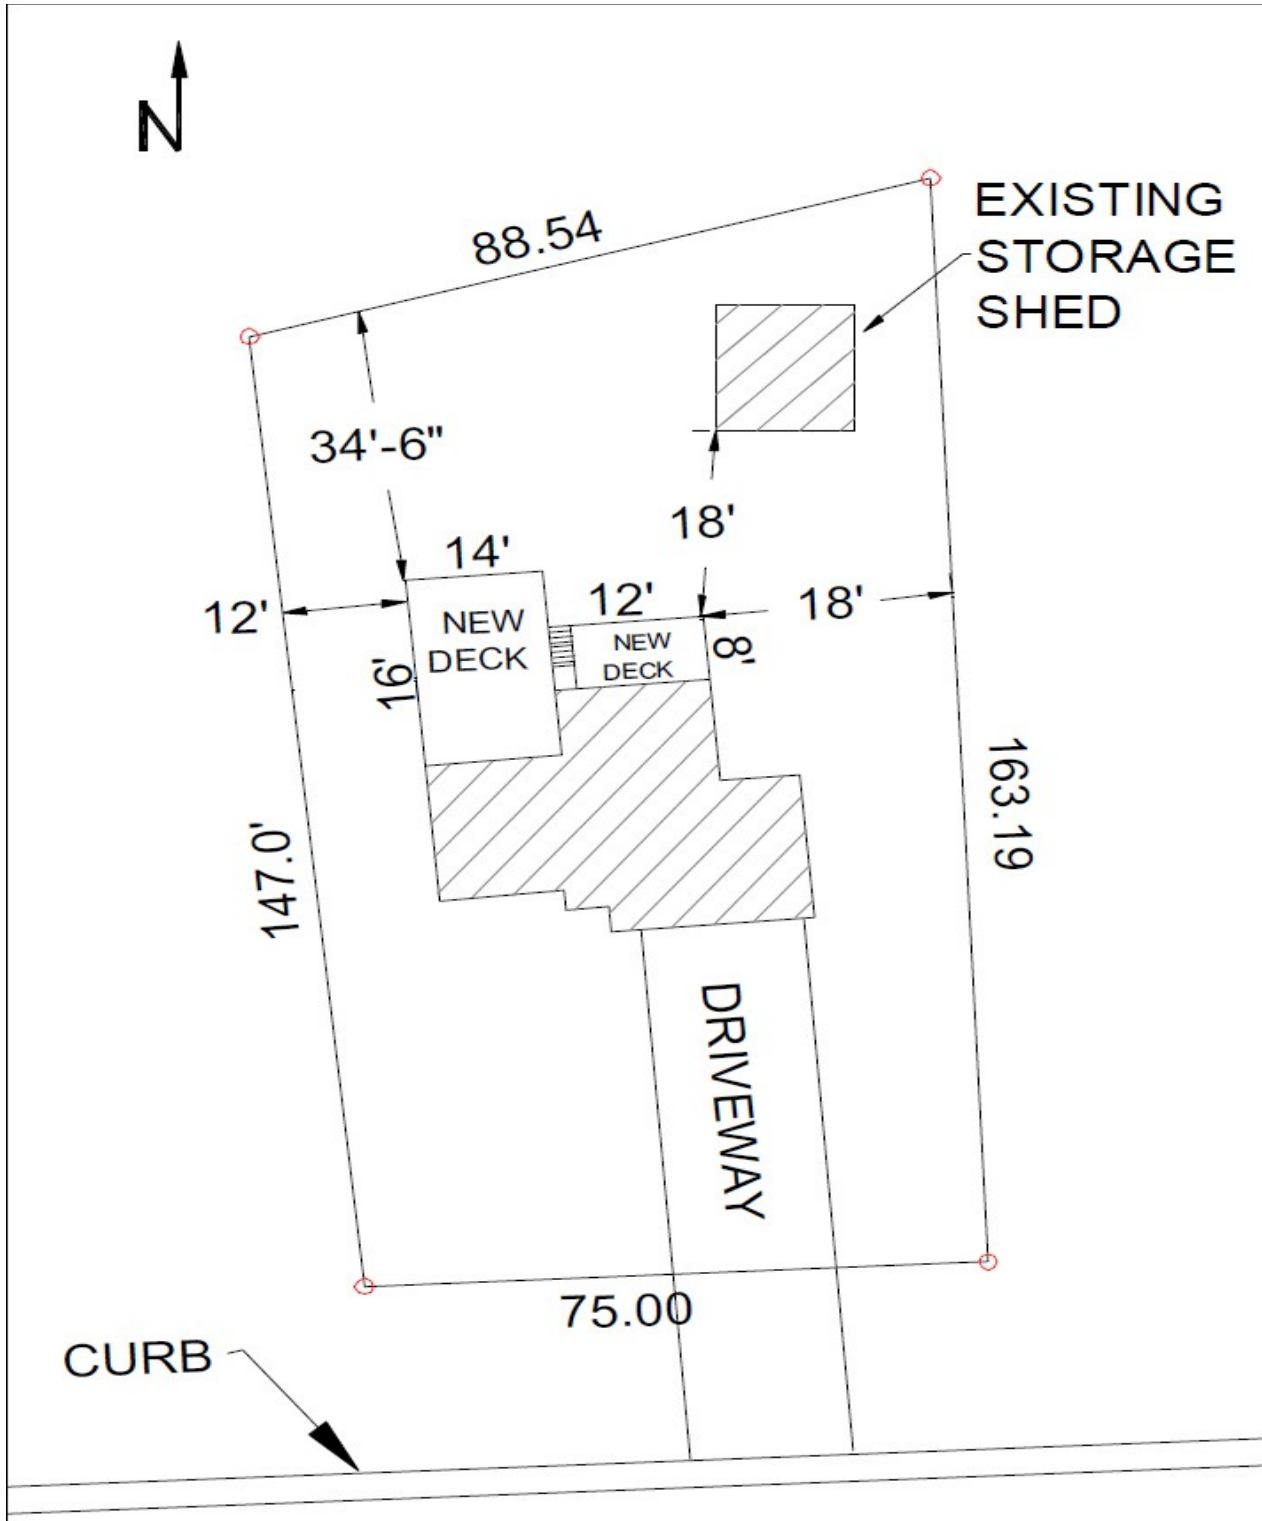 N
EXISTING
STORAGE
SHED
88.54
34'-6"
18'
14'
12'
12'
18'
NEW
DECK
NEW
DECK
8'
16'
163.19
147.0'
DRIVEWAY
75.00
CURB